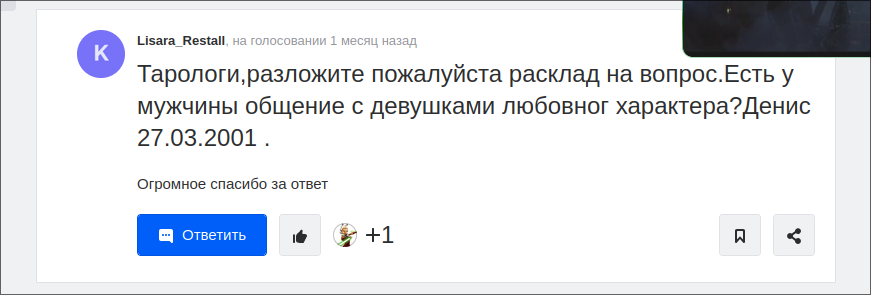 K
Lisara_Restall, на голосовании 1 месяц назад
Тарологи,разложите пожалуйста расклад на вопрос.Есть у
мужчины общение с девушками любовног характера?Денис
27.03.2001 .
Огромное спасибо за ответ
Ответить
+1